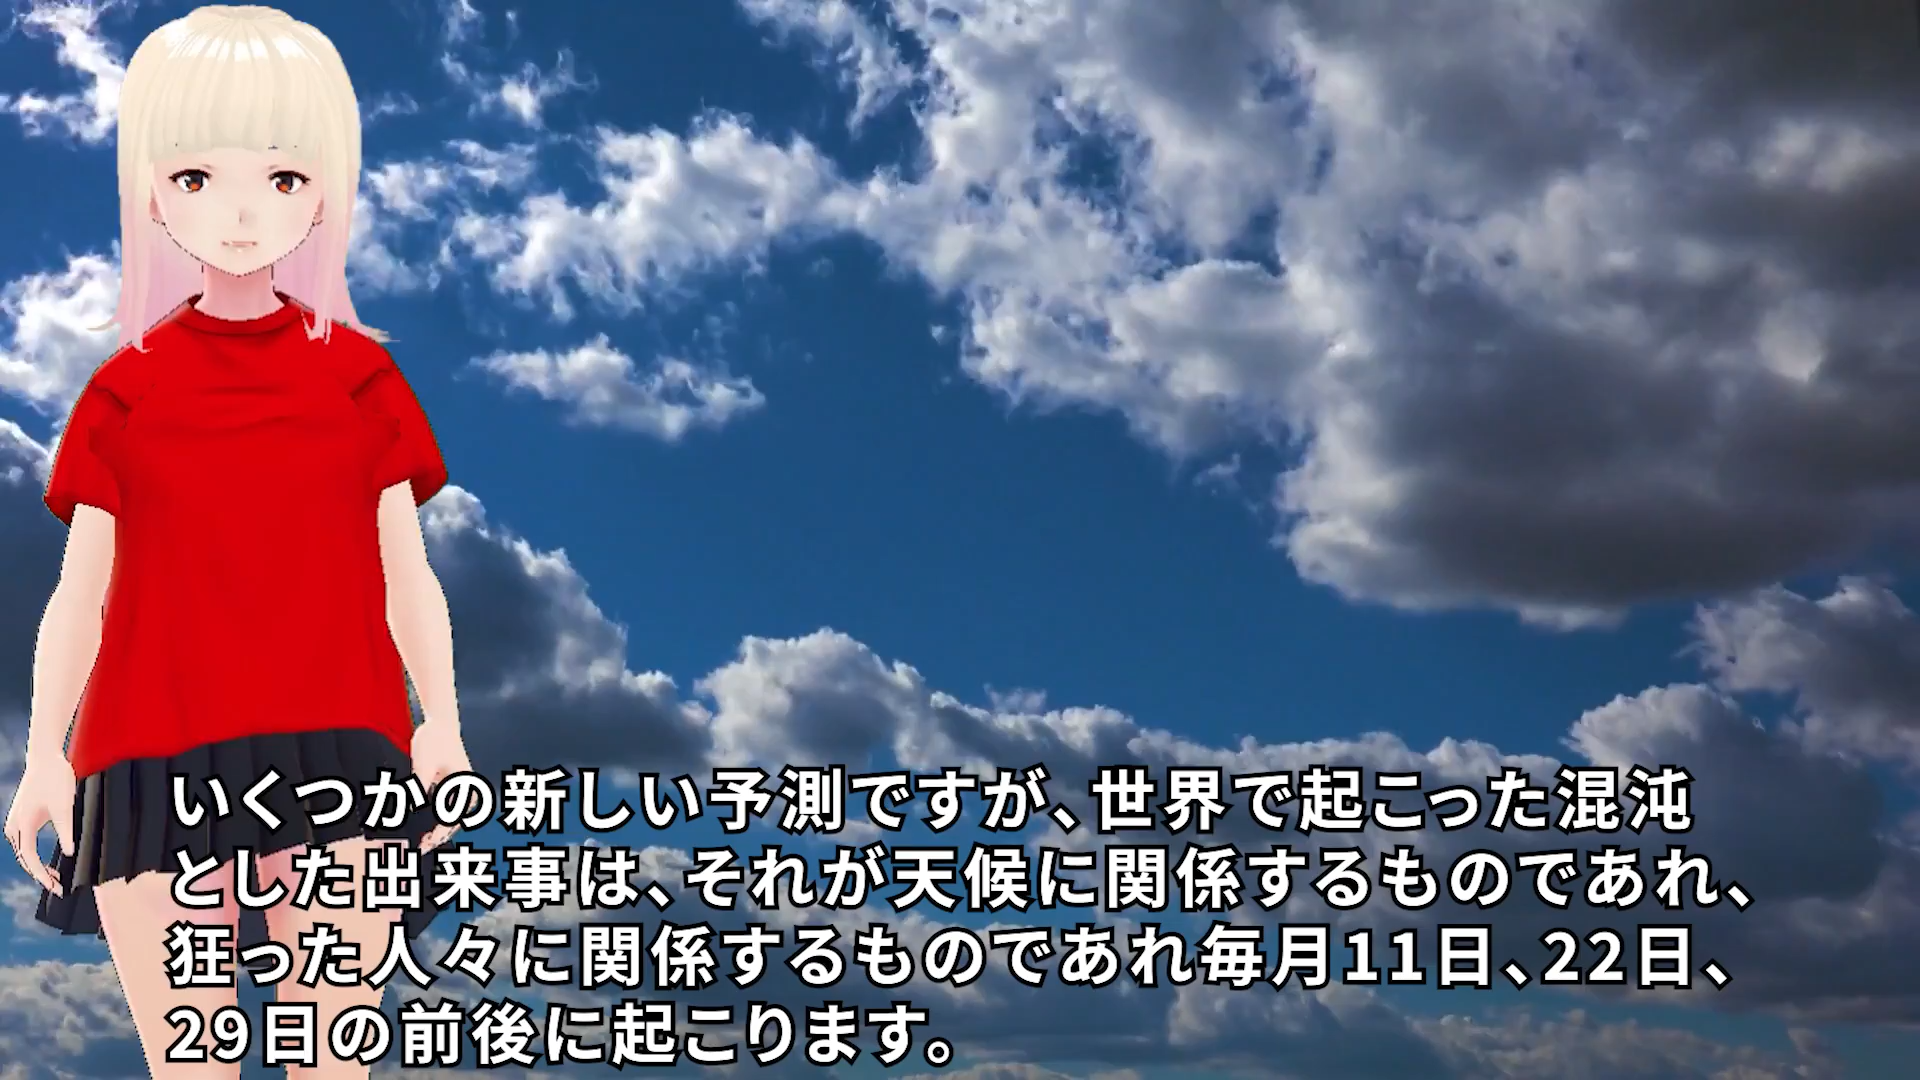 いくつかの新しい予測ですが、世界で起こった混沌
とした出来事は、それが天候に関係するものであれ、
狂った人々に関係するものであれ毎月11日、22日、
29日の前後に起こります。